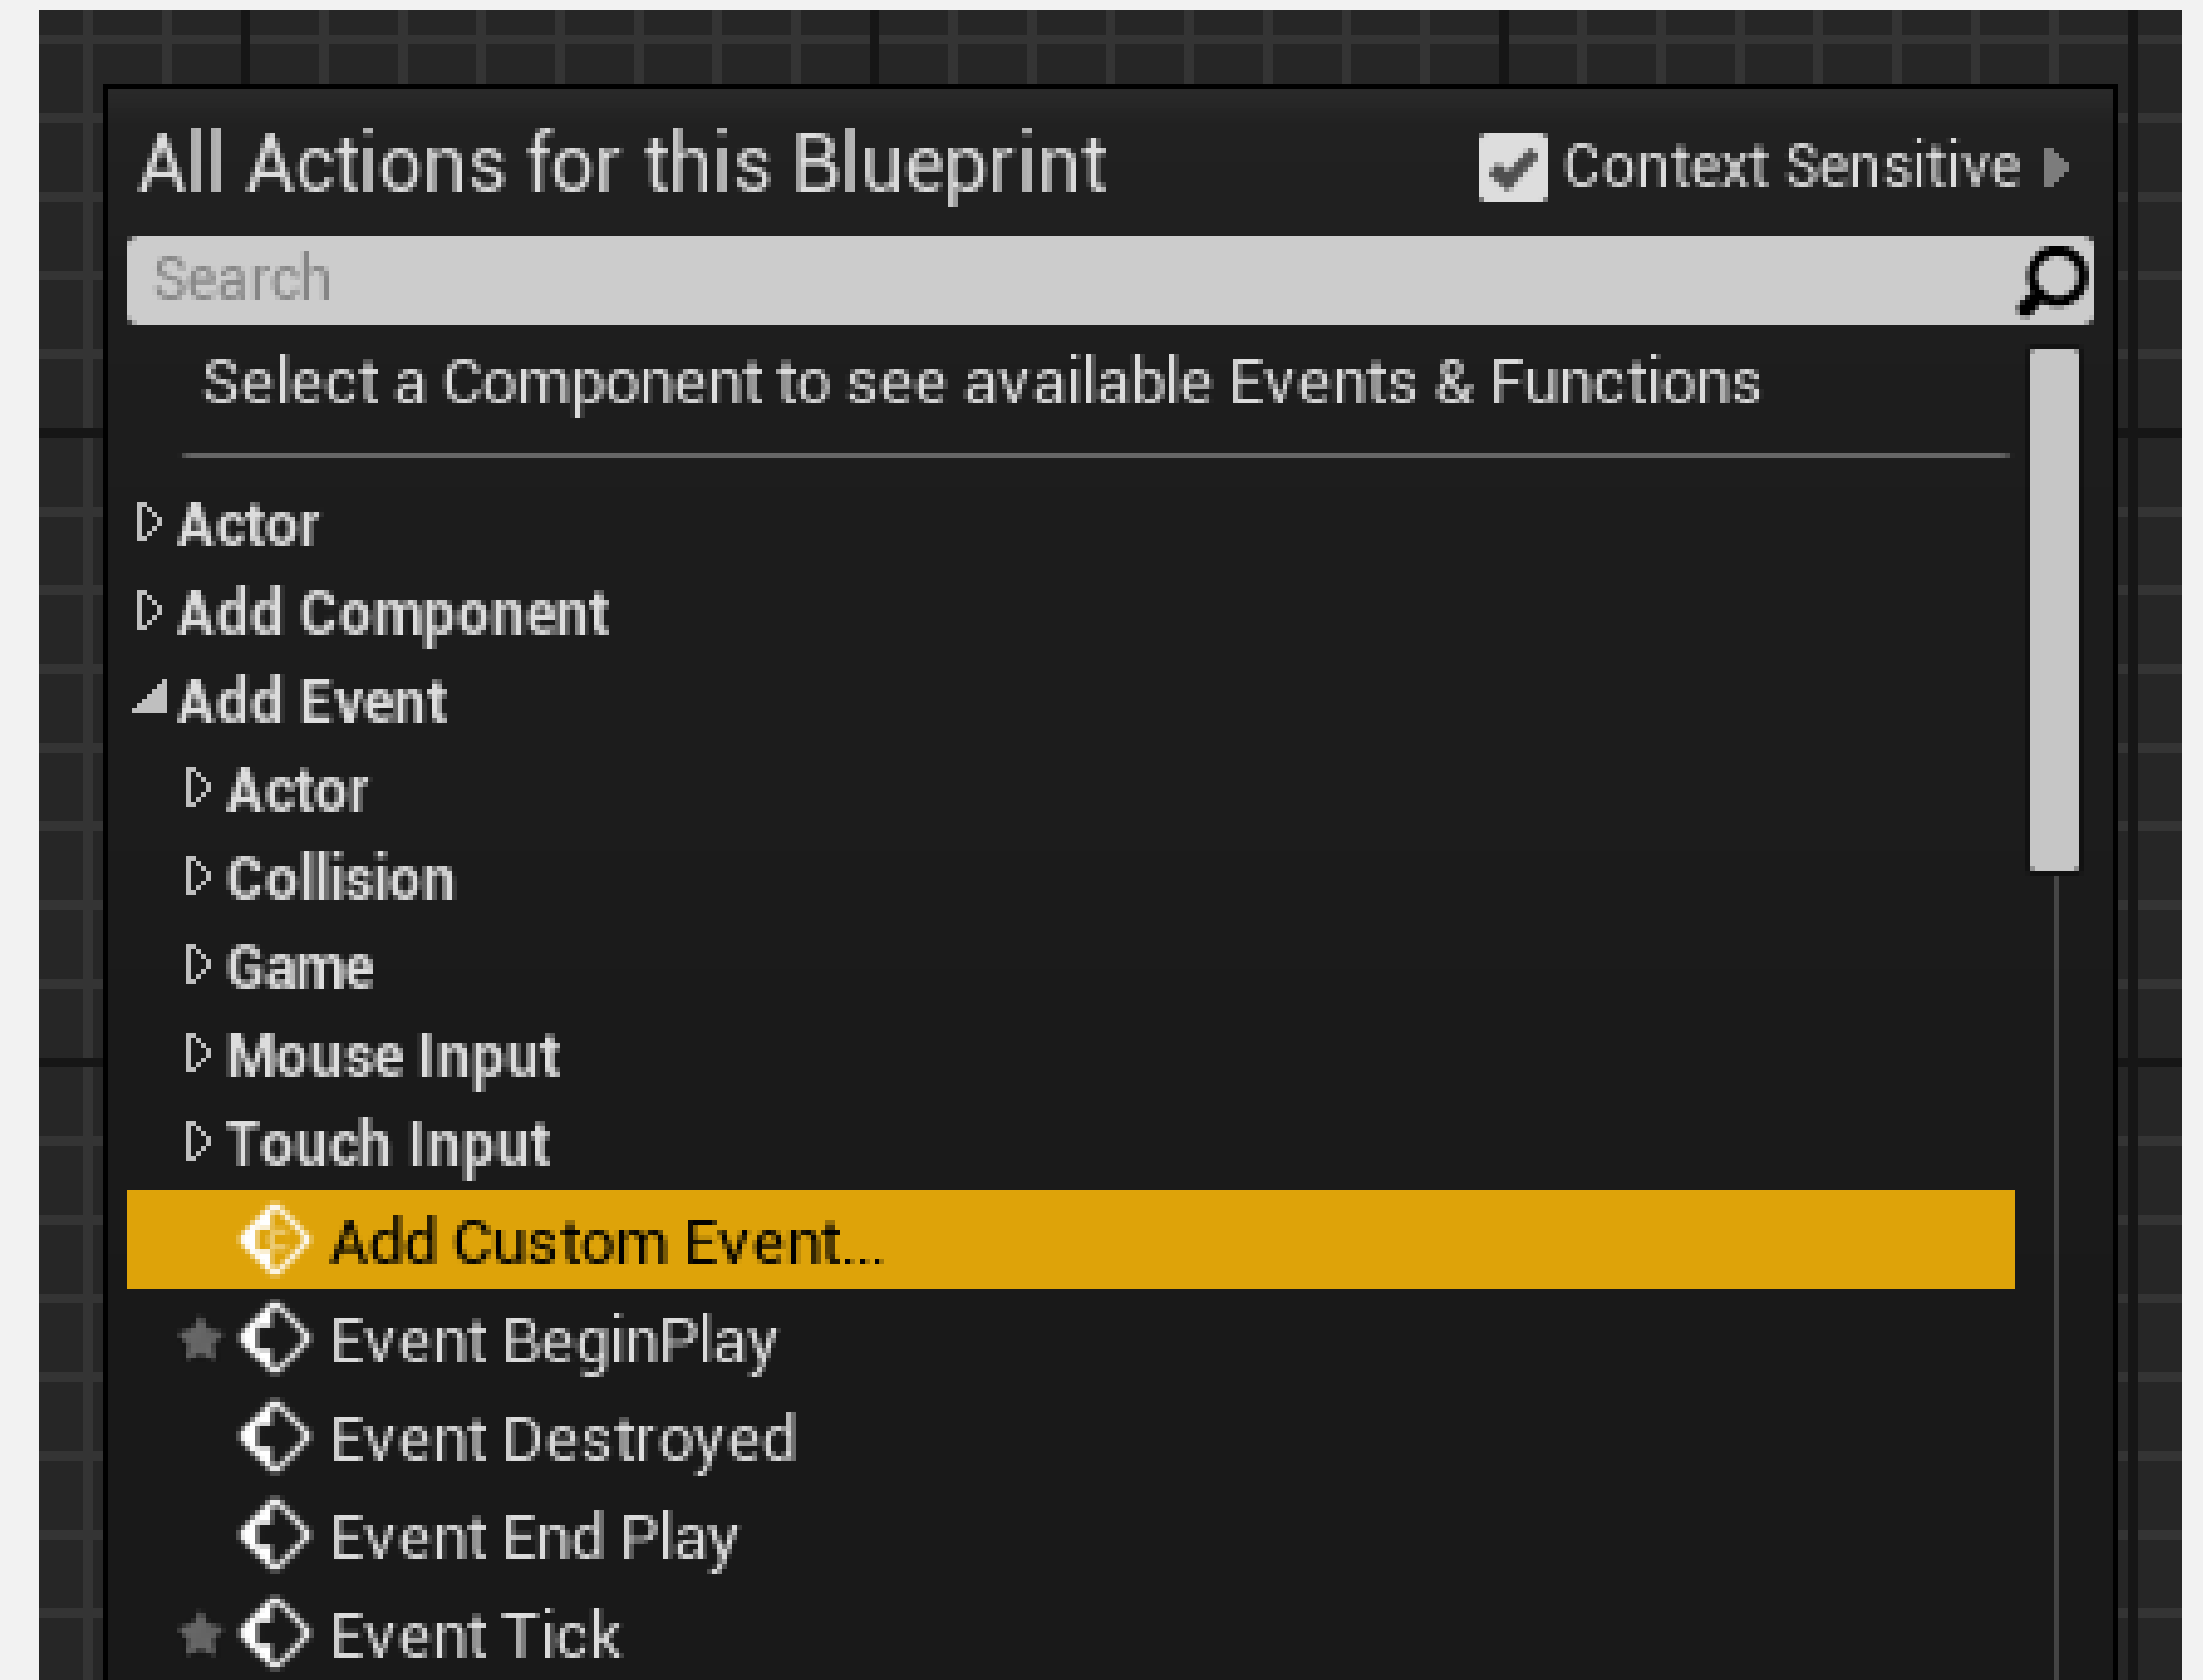 All Actions for this Blueprint Context Sensitive
Search
Select a Component to see available Events & Functions
Actor
Add Component
Add Event
Actor
Collision
Game
Mouse Input
Touch Input
Add Custom Event...
Event BeginPlay
Event Destroyed
Event End Play
Event Tick